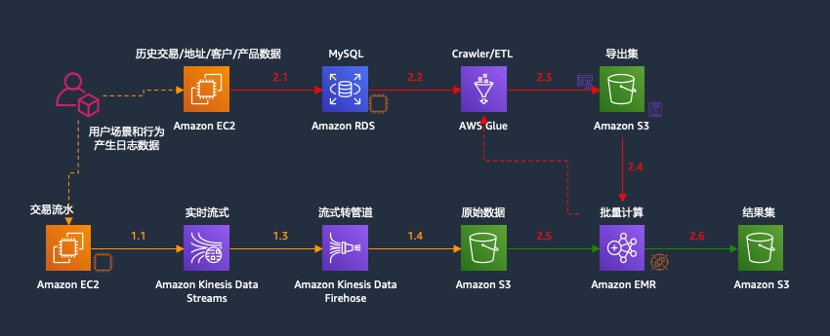 历史交易/地址/客户/产品数据
MySQL
Crawler/ETL
导出集
2.1
2.2
2.3
Amazon EC2
Amazon RDS
AWS Glue
Amazon S3
用户场景和行为
产生日志数据
2.4
交易流水
实时流式
流式转管道
原始数据
批量计算
结果集
1.1
1.3
1.4
2.5
2.6
Amazon EC2
Amazon Kinesis Data
Streams
Amazon Kinesis Data
Firehose
Amazon S3
Amazon EMR
Amazon S3